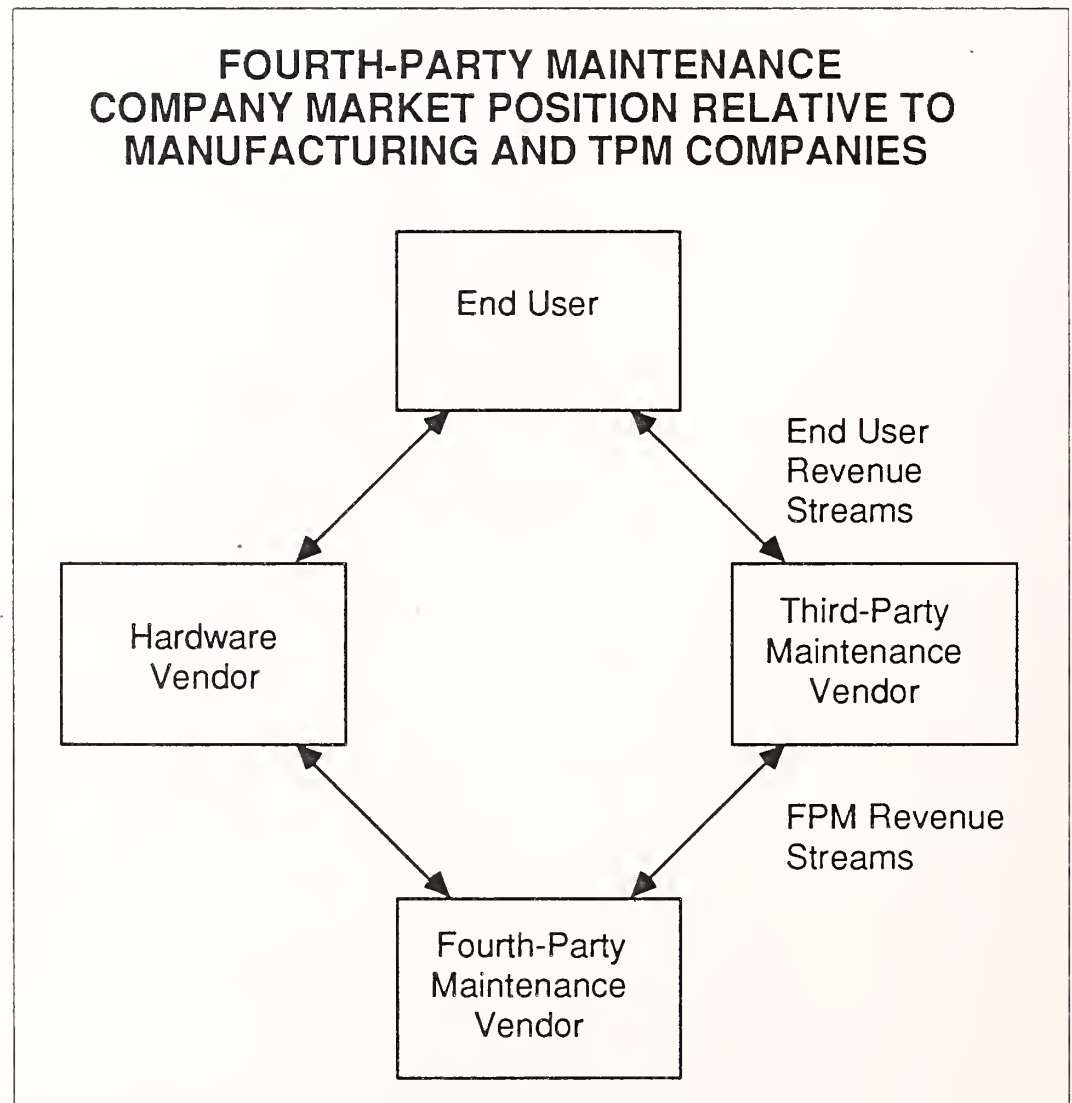 FOURTH-PARTY MAINTENANCE
COMPANY MARKET POSITION RELATIVE TO
MANUFACTURING AND TPM COMPANIES
End User
End User
Revenue
Streams
Hardware
Vendor
Third-Party
Maintenance
Vendor
FPM Revenue
Streams
Fourth-Party
Maintenance
Vendor